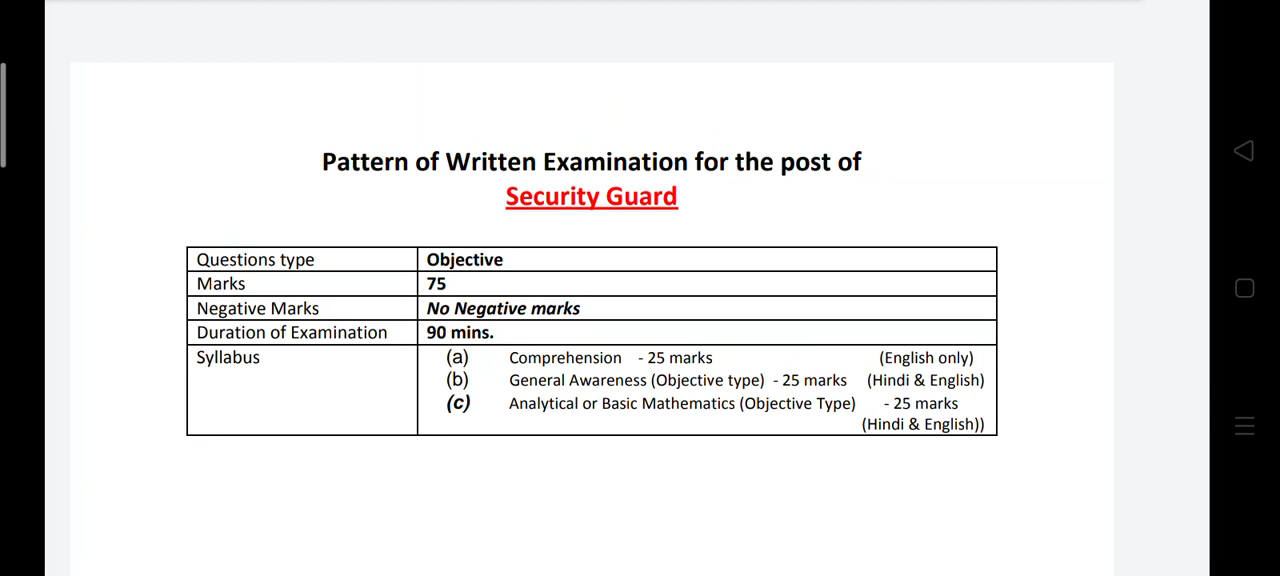 Pattern of Written Examination for the post of
Security Guard
Questions type Objective
Marks 75
Negative Marks No Negative marks
Duration of Examination 90 mins.
Syllabus (a) Comprehension - 25 marks (English only)
(b) General Awareness (Objective type) - 25 marks (Hindi & English)
(c) Analytical or Basic Mathematics (Objective Type) - 25 marks
(Hindi & English))